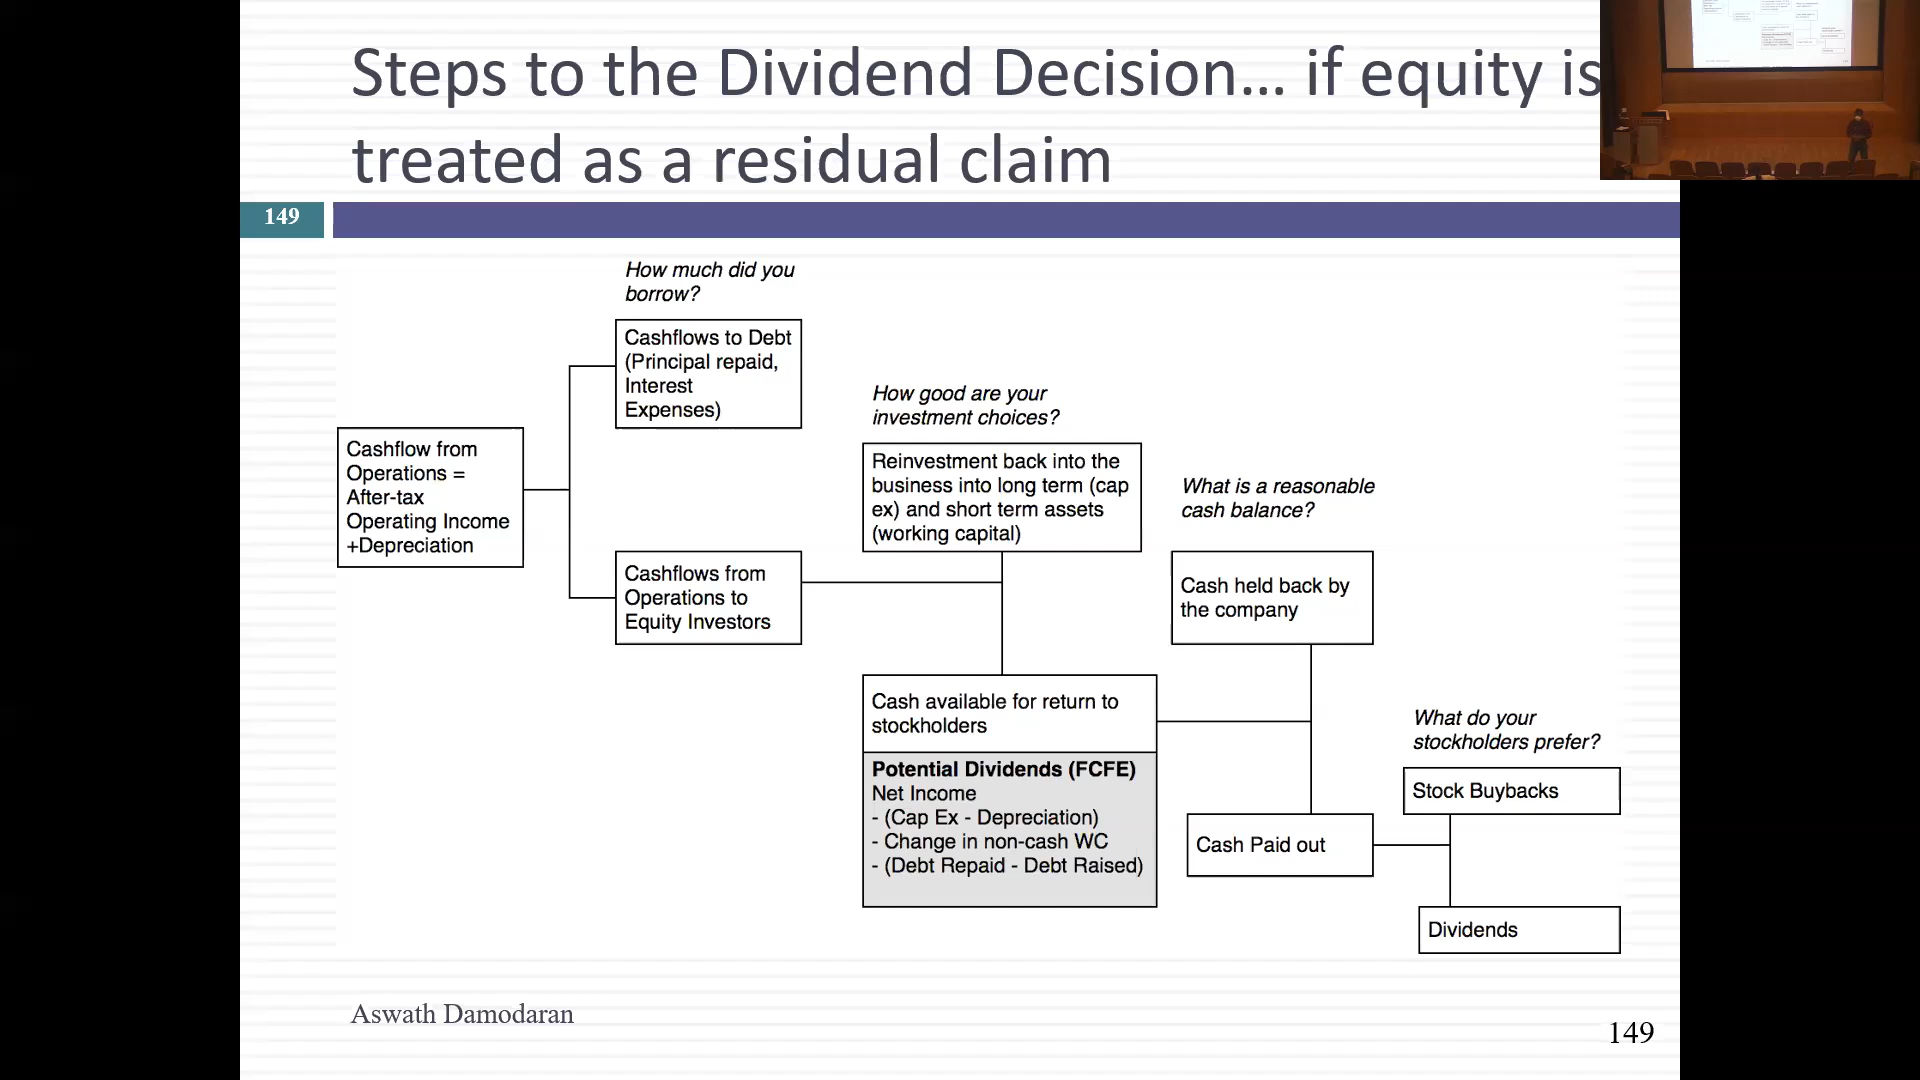 Steps to the Dividend Decision... if equity is
treated as a residual claim
149
How much did you
borrow?
Cashflows to Debt
(Principal repaid,
Interest
Expenses)
How good are your
investment choices?
Cashflow from
Operations =
After-tax
Operating Income
+Depreciation
Reinvestment back into the
business into long term (cap
ex) and short term assets
(working capital)
What is a reasonable
cash balance?
Cashflows from
Operations to
Equity Investors
Cash held back by
the company
Cash available for return to
stockholders
What do your
stockholders prefer?
Potential Dividends (FCFE)
Net Income
- (Cap Ex - Depreciation)
- Change in non-cash WC
- (Debt Repaid - Debt Raised)
Stock Buybacks
Cash Paid out
Dividends
Aswath Damodaran
149